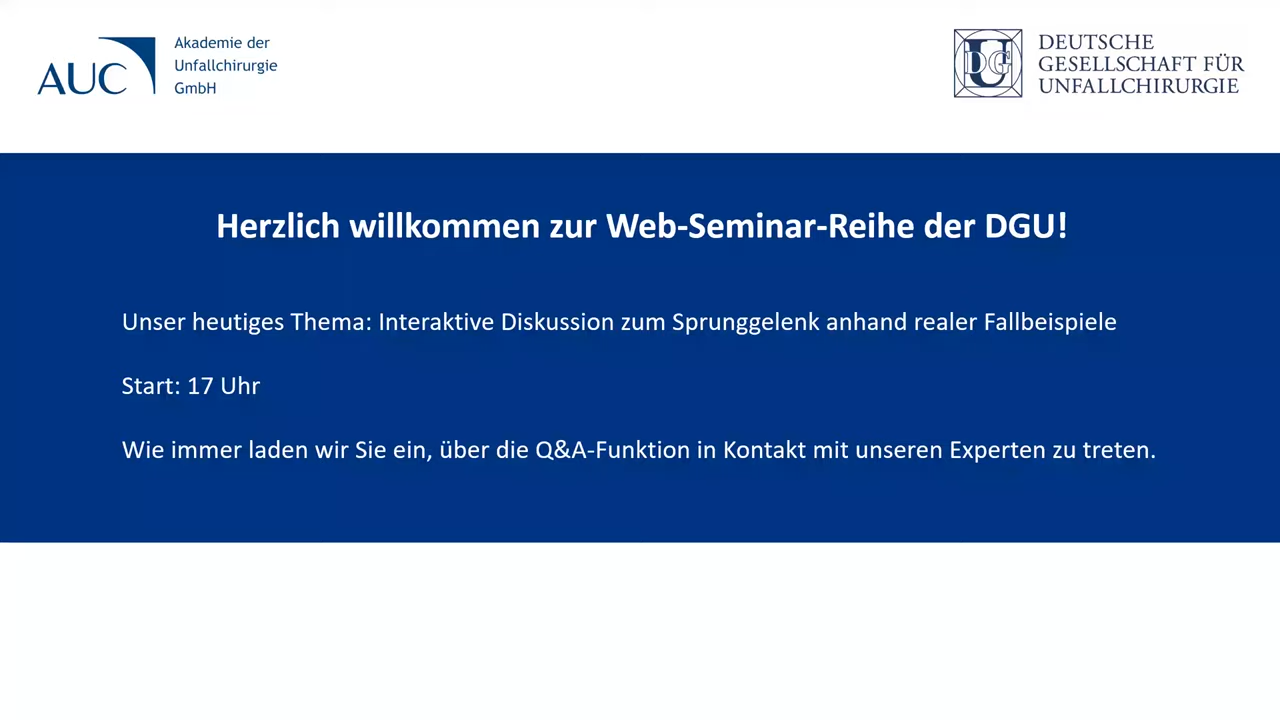 AUC
Akademie der
Unfallchirurgie
GmbH
DGU
DEUTSCHE
GESELLSCHAFT FÜR
UNFALLCHIRURGIE
Herzlich willkommen zur Web-Seminar-Reihe der DGU!
Unser heutiges Thema: Interaktive Diskussion zum Sprunggelenk anhand realer Fallbeispiele
Start: 17 Uhr
Wie immer laden wir Sie ein, über die Q&A-Funktion in Kontakt mit unseren Experten zu treten.